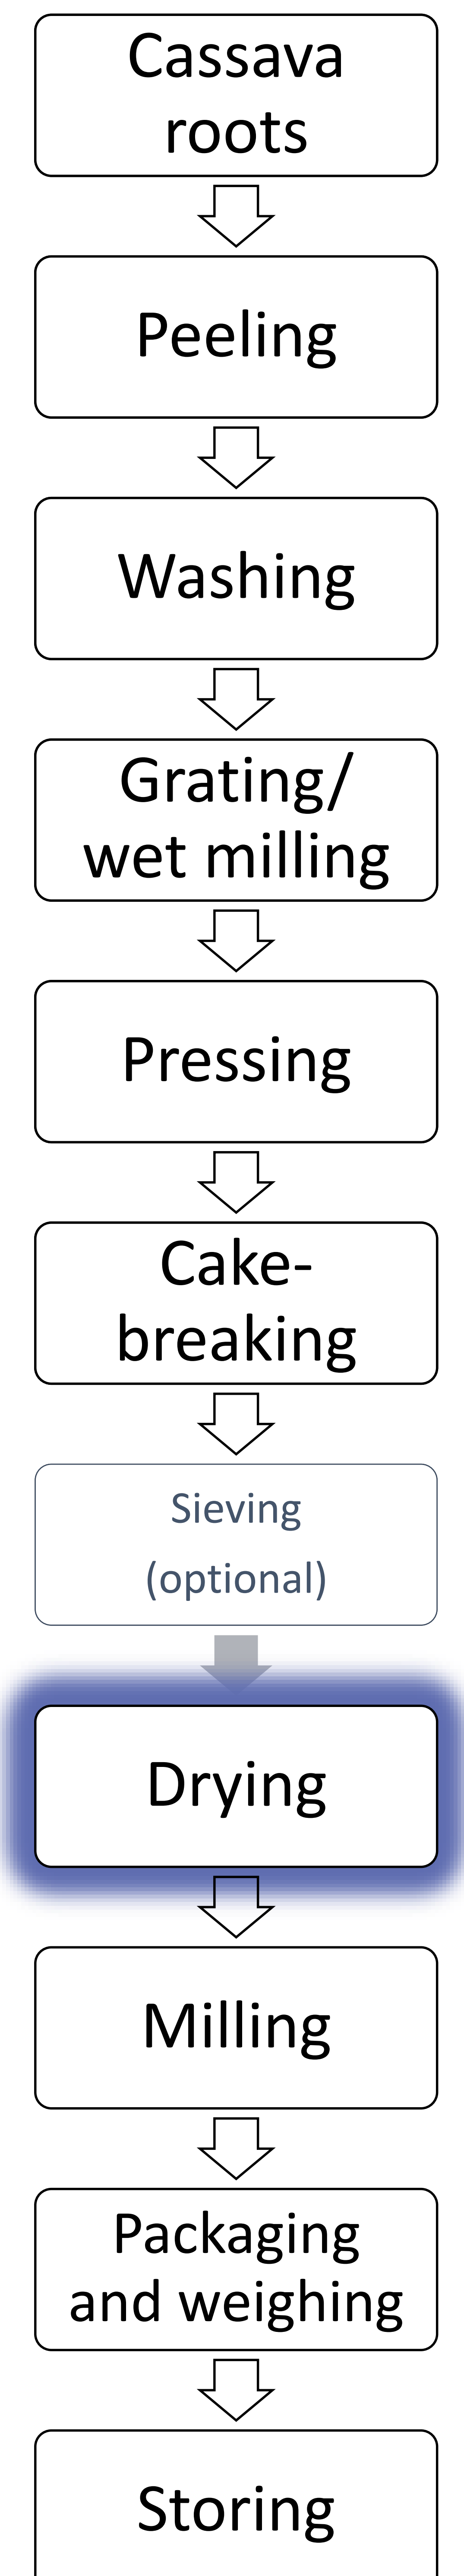 Cassava
roots
Peeling
Washing
Grating/
wet milling
Pressing
Cake-
breaking
Sieving
(optional)
Drying
Milling
Packaging
and weighing
Storing